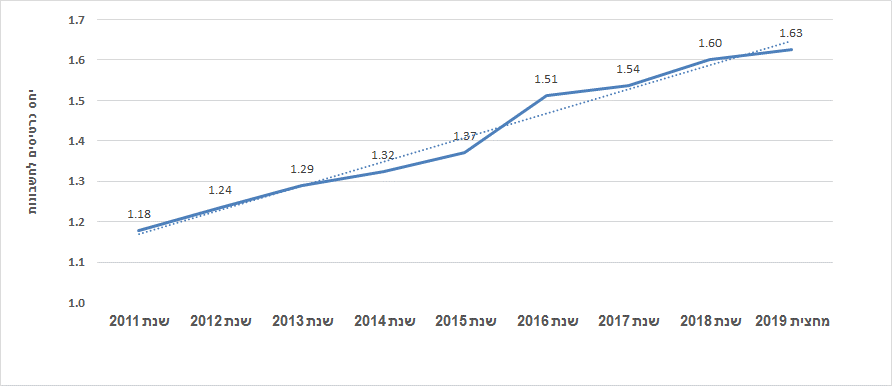 1.7
1.6
1.5
1.4
1.3
1.2
1.1
1.0
יחס כרטיסים לחשבונות
1.18
1.24
1.29
1.32
1.37
1.51
1.54
1.60
1.63
שנת 2011
שנת 2012
שנת 2013
שנת 2014
שנת 2015
שנת 2016
שנת 2017
שנת 2018
מחצית 2019